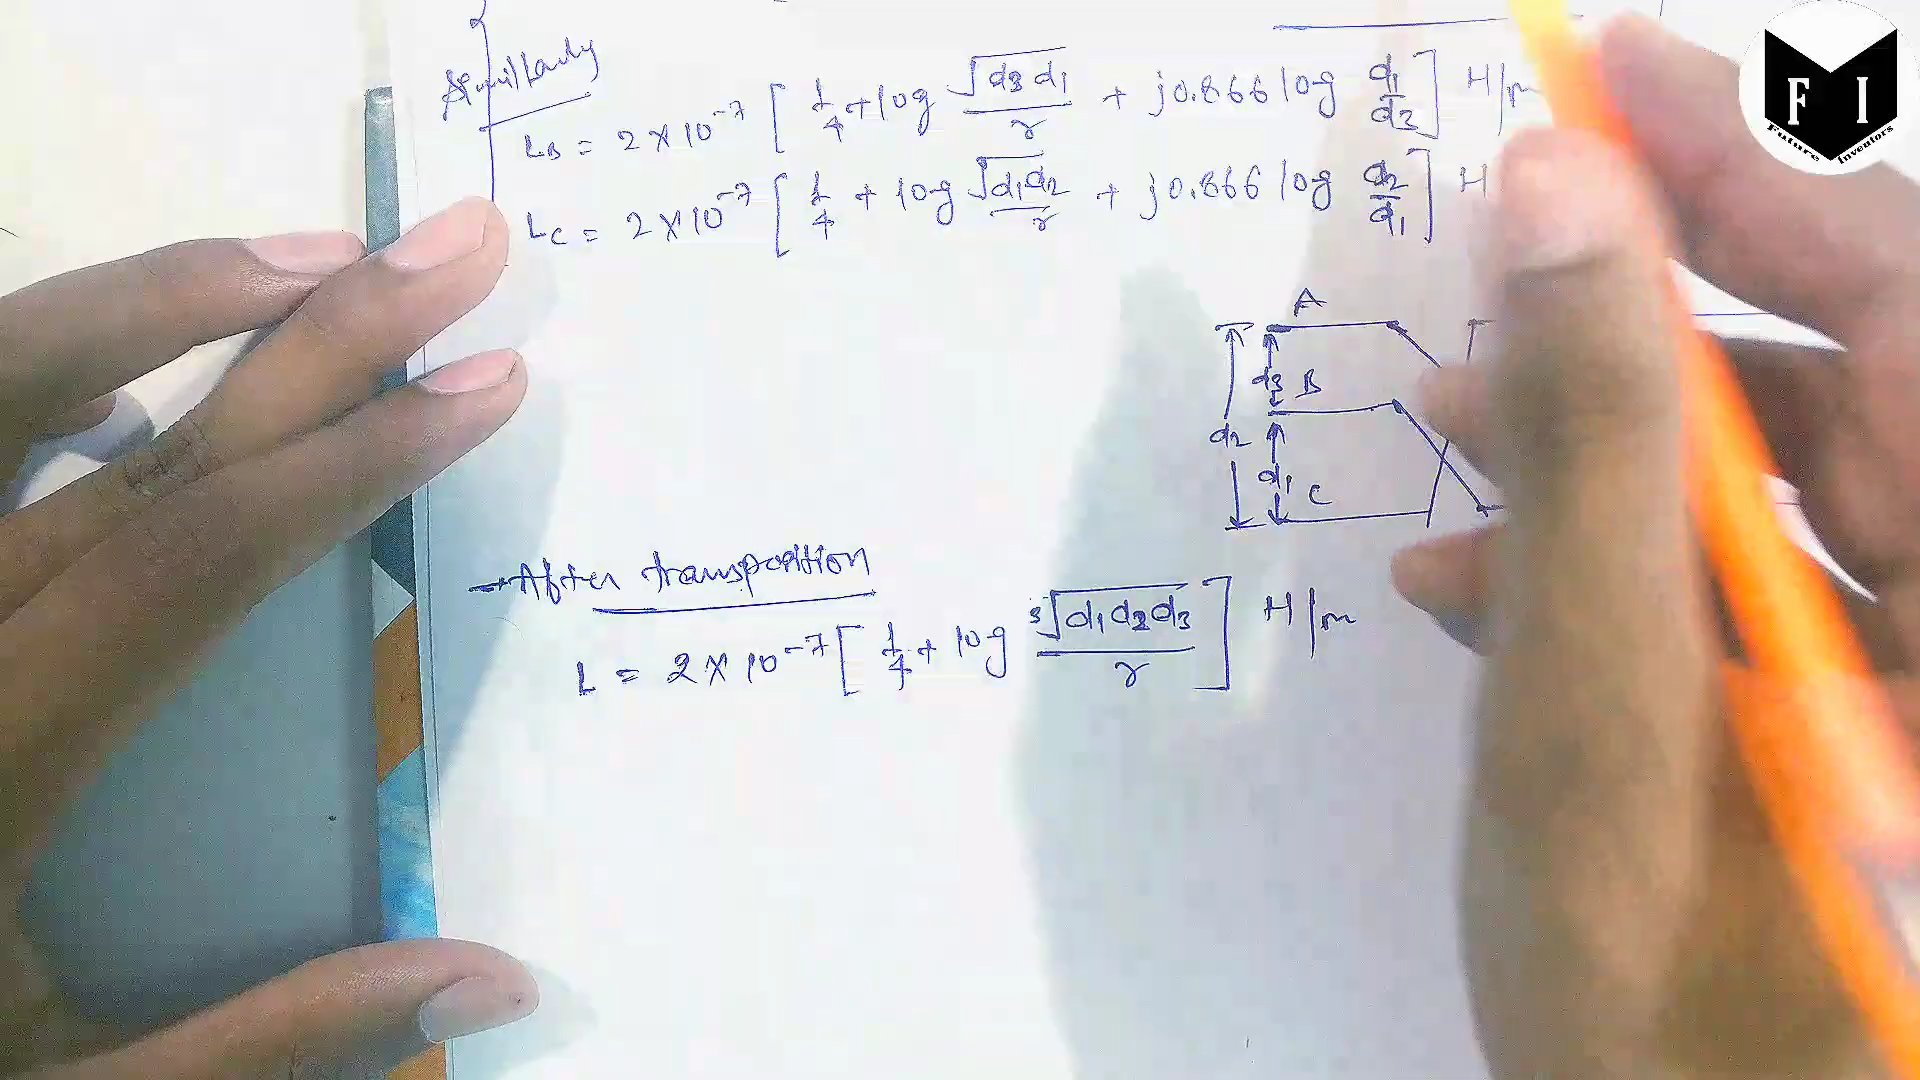 Similarly
L_B = 2 × 10^-7 [ 1/4 + log √(d3 d1)/r + j0.866 log d1/d3 ] H/m
L_C = 2 × 10^-7 [ 1/4 + log √(d1 d2)/r + j0.866 log d2/d1 ] H
A
d3 B
d2
d1 C
→ After transposition
L = 2 × 10^-7 [ 1/4 + log ∛(d1 d2 d3)/r ] H/m
F I
Future Inventors